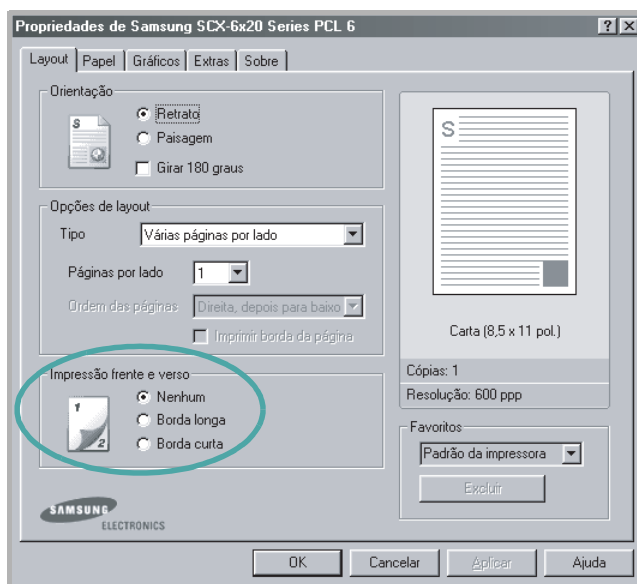 Propriedades de Samsung SCX-6x20 Series PCL 6
Layout Papel Gráficos Extras Sobre
Orientação
S
Retrato
Paisagem
Girar 180 graus
Opções de layout
Tipo Várias páginas por lado
Páginas por lado 1
Ordem das páginas Direita, depois para baixo
Imprimir borda da página
Impressão frente e verso
1
2
Nenhum
Borda longa
Borda curta
SAMSUNG
ELECTRONICS
S
Carta (8,5 x 11 pol.)
Cópias: 1
Resolução: 600 ppp
Favoritos
Padrão da impressora
Excluir
OK Cancelar Aplicar Ajuda